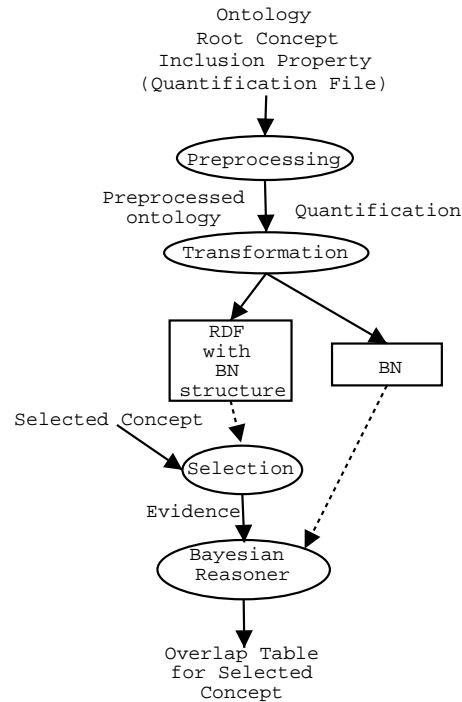 Ontology
Root Concept
Inclusion Property
(Quantification File)
Preprocessing
Preprocessed
ontology
Quantification
Transformation
RDF
with
BN
structure
BN
Selected Concept
Selection
Evidence
Bayesian
Reasoner
Overlap Table
for Selected
Concept